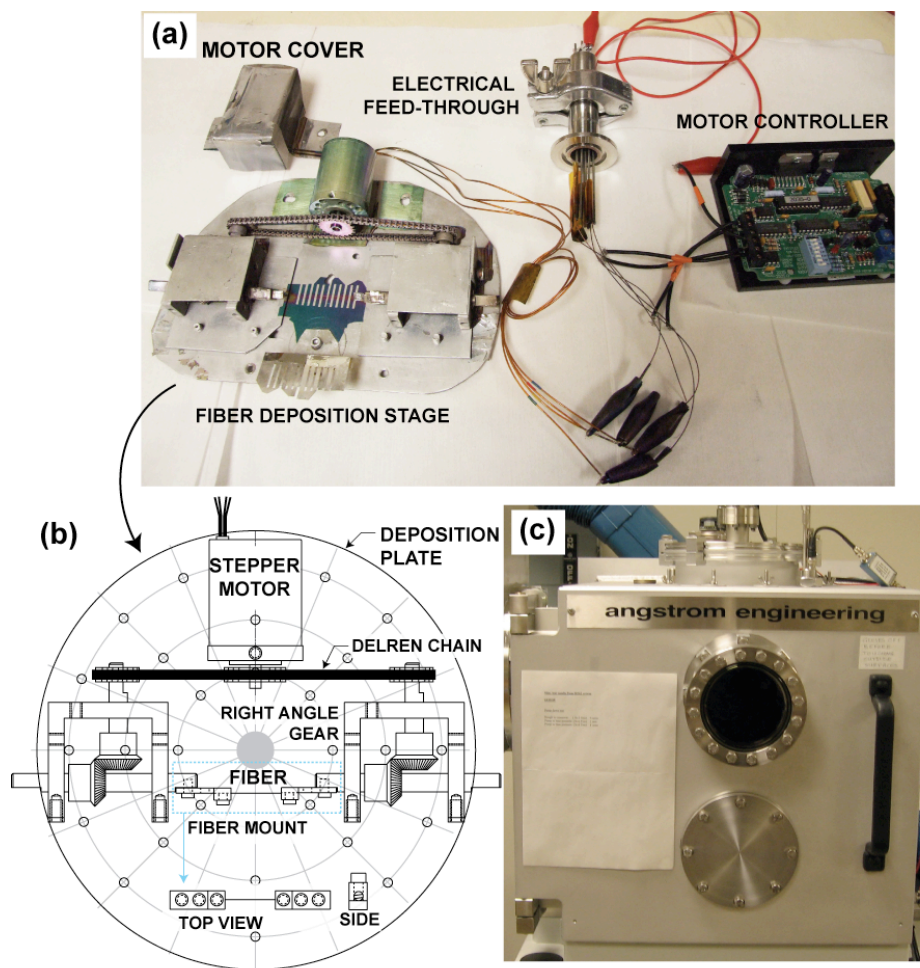 (a)
MOTOR COVER
ELECTRICAL
FEED-THROUGH
MOTOR CONTROLLER
FIBER DEPOSITION STAGE
(b)
DEPOSITION
PLATE
STEPPER
MOTOR
DELREN CHAIN
RIGHT ANGLE
GEAR
FIBER
FIBER MOUNT
TOP VIEW
SIDE
(c)
angstrom engineering